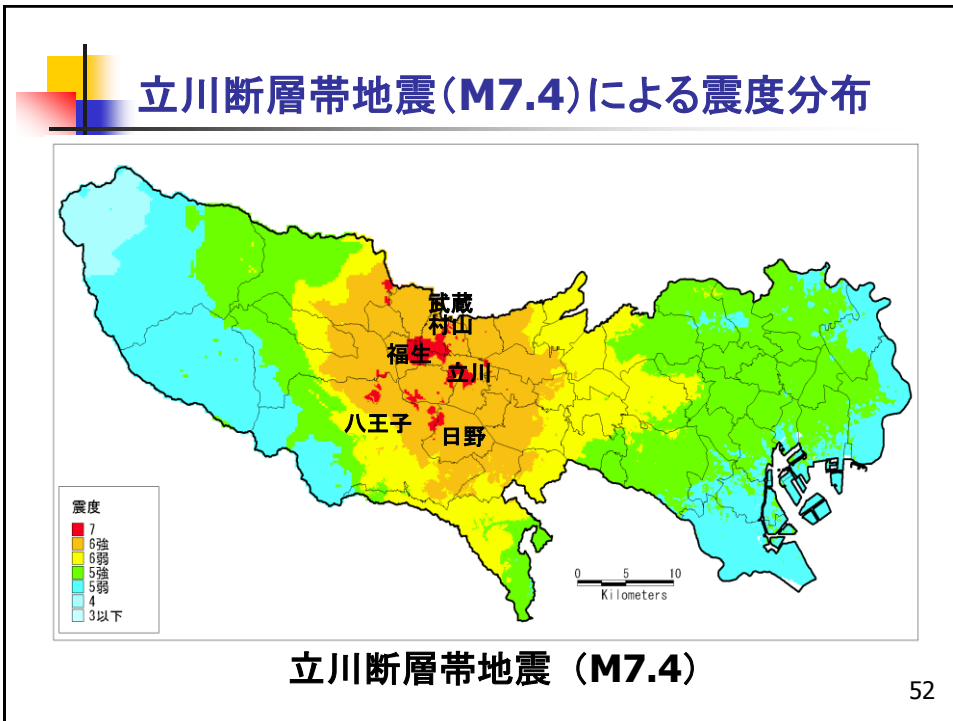 立川断層帯地震（M7.4）による震度分布
武蔵
村山
福生
立川
八王子
日野
震度
7
6強
6弱
5強
5弱
4
3以下
0 5 10
Kilometers
立川断層帯地震（M7.4）
52